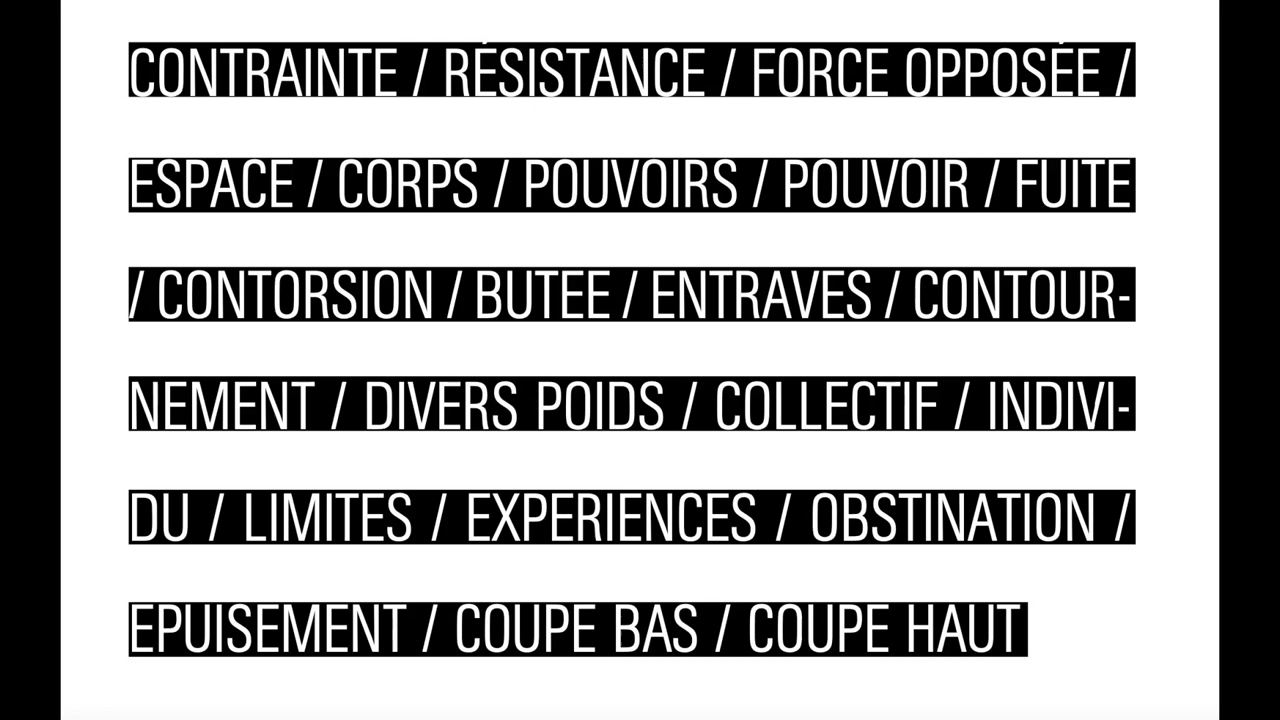 CONTRAINTE / RÉSISTANCE / FORCE OPPOSÉE /
ESPACE / CORPS / POUVOIRS / POUVOIR / FUITE
/ CONTORSION / BUTEE / ENTRAVES / CONTOUR-
NEMENT / DIVERS POIDS / COLLECTIF / INDIVI-
DU / LIMITES / EXPERIENCES / OBSTINATION /
EPUISEMENT / COUPE BAS / COUPE HAUT